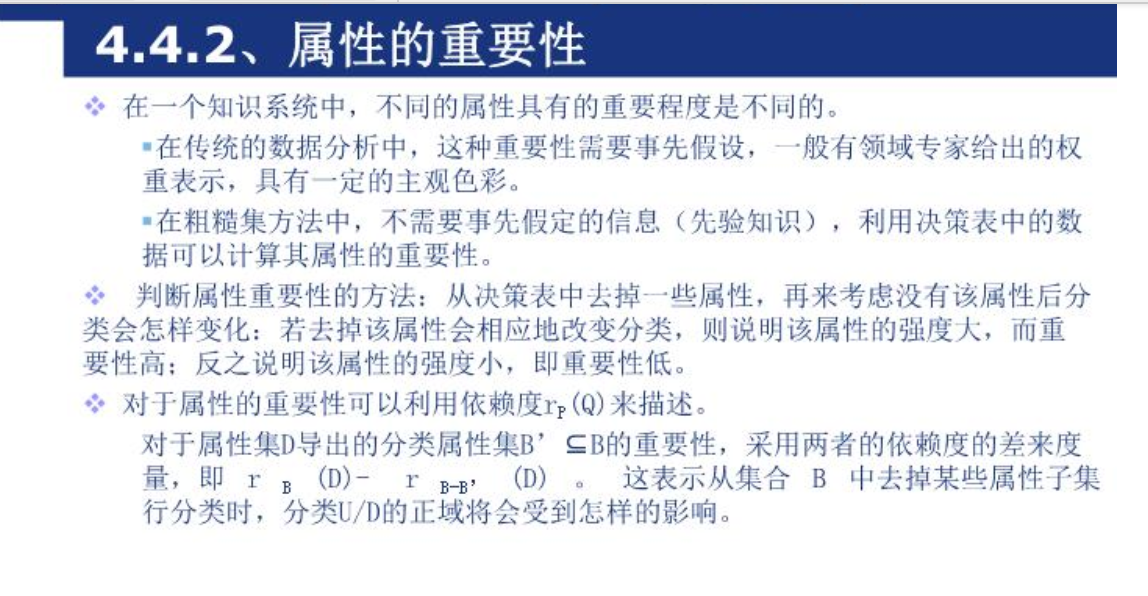 4.4.2、属性的重要性
在一个知识系统中，不同的属性具有的重要程度是不同的。
在传统的数据分析中，这种重要性需要事先假设，一般有领域专家给出的权
重表示，具有一定的主观色彩。
在粗糙集方法中，不需要事先假定的信息（先验知识），利用决策表中的数
据可以计算其属性的重要性。
判断属性重要性的方法：从决策表中去掉一些属性，再来考虑没有该属性后分
类会怎样变化：若去掉该属性会相应地改变分类，则说明该属性的强度大，而重
要性高；反之说明该属性的强度小，即重要性低。
对于属性的重要性可以利用依赖度rP(Q)来描述。
对于属性集D导出的分类属性集B’ ⊆B的重要性，采用两者的依赖度的差来度
量，即 r B (D)- r B-B’ (D) 。 这表示从集合 B 中去掉某些属性子集
行分类时，分类U/D的正域将会受到怎样的影响。